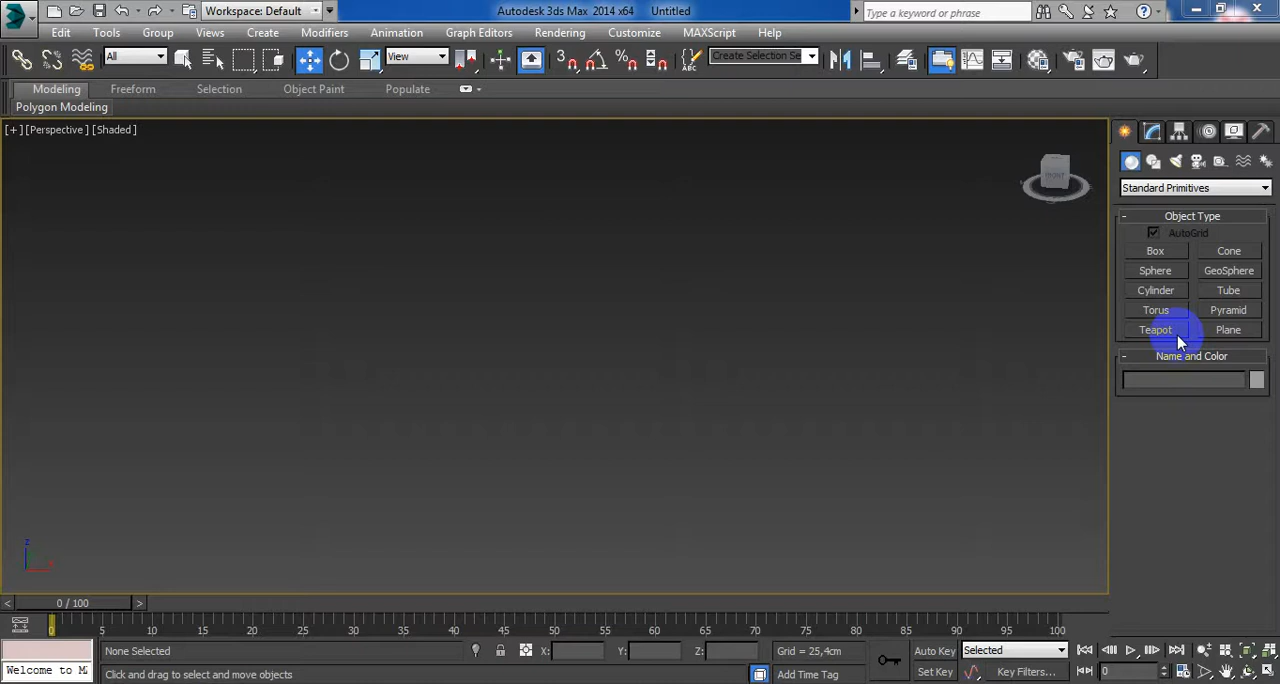 Workspace: Default
Autodesk 3ds Max 2014 x64 Untitled
Type a keyword or phrase
Edit Tools Group Views Create Modifiers Animation Graph Editors Rendering Customize MAXScript Help
All
View
3
ABC
Create Selection Se
Modeling Freeform Selection Object Paint Populate
Polygon Modeling
[+] [Perspective] [Shaded]
FRONT
Standard Primitives
Object Type
AutoGrid
Box Cone
Sphere GeoSphere
Cylinder Tube
Torus Pyramid
Teapot Plane
Name and Color
z
0 / 100
0 5 10 15 20 25 30 35 40 45 50 55 60 65 70 75 80 85 90 95 100
None Selected X: Y: Z: Grid = 25,4cm Auto Key Selected
Welcome to M Click and drag to select and move objects Add Time Tag Set Key Key Filters... 0